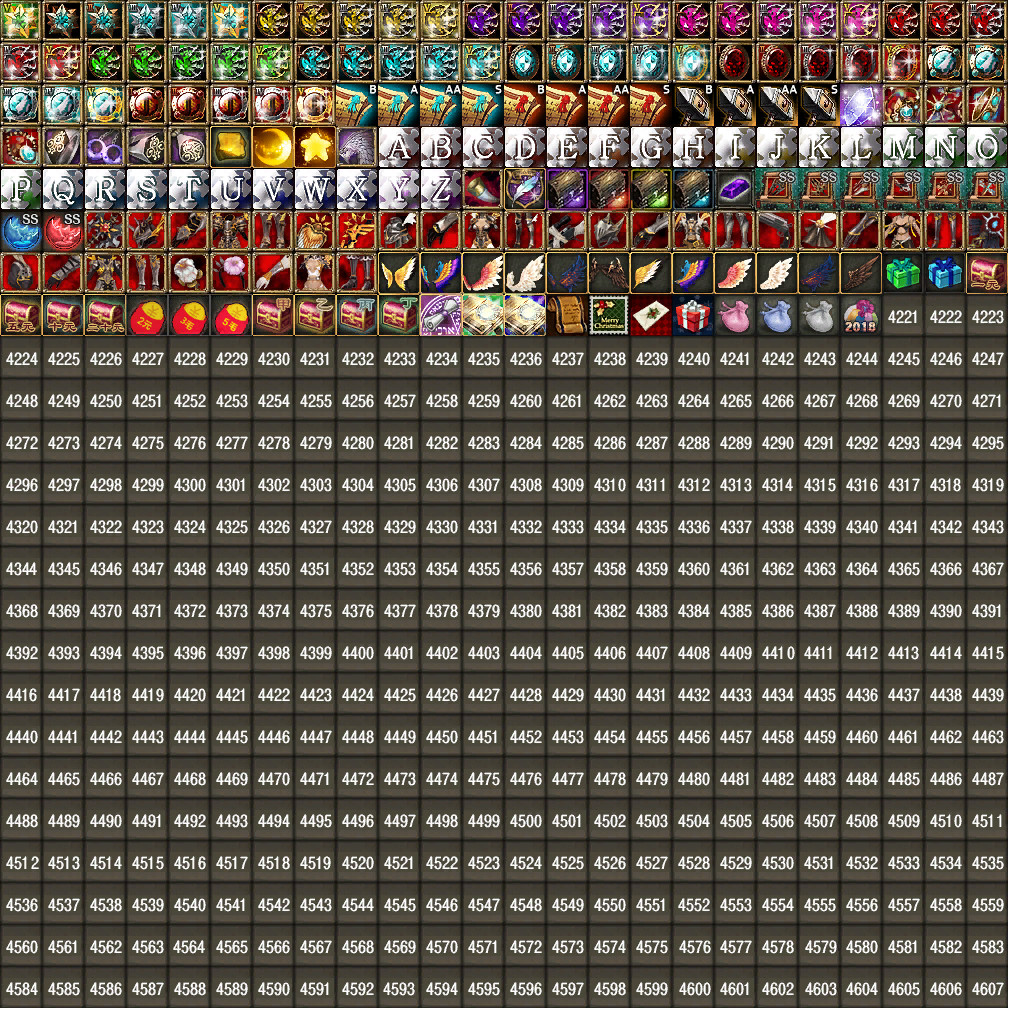 B A AA S B A AA S B A AA S
A B C D E F G H I J K L M N O
P Q R S T U V W X Y Z SS SS SS SS SS SS
SS SS
五元 十元 二十元 2元 3毛 5毛 甲 乙 丙 丁 Merry Christmas 2018 4221 4222 4223
4224 4225 4226 4227 4228 4229 4230 4231 4232 4233 4234 4235 4236 4237 4238 4239 4240 4241 4242 4243 4244 4245 4246 4247
4248 4249 4250 4251 4252 4253 4254 4255 4256 4257 4258 4259 4260 4261 4262 4263 4264 4265 4266 4267 4268 4269 4270 4271
4272 4273 4274 4275 4276 4277 4278 4279 4280 4281 4282 4283 4284 4285 4286 4287 4288 4289 4290 4291 4292 4293 4294 4295
4296 4297 4298 4299 4300 4301 4302 4303 4304 4305 4306 4307 4308 4309 4310 4311 4312 4313 4314 4315 4316 4317 4318 4319
4320 4321 4322 4323 4324 4325 4326 4327 4328 4329 4330 4331 4332 4333 4334 4335 4336 4337 4338 4339 4340 4341 4342 4343
4344 4345 4346 4347 4348 4349 4350 4351 4352 4353 4354 4355 4356 4357 4358 4359 4360 4361 4362 4363 4364 4365 4366 4367
4368 4369 4370 4371 4372 4373 4374 4375 4376 4377 4378 4379 4380 4381 4382 4383 4384 4385 4386 4387 4388 4389 4390 4391
4392 4393 4394 4395 4396 4397 4398 4399 4400 4401 4402 4403 4404 4405 4406 4407 4408 4409 4410 4411 4412 4413 4414 4415
4416 4417 4418 4419 4420 4421 4422 4423 4424 4425 4426 4427 4428 4429 4430 4431 4432 4433 4434 4435 4436 4437 4438 4439
4440 4441 4442 4443 4444 4445 4446 4447 4448 4449 4450 4451 4452 4453 4454 4455 4456 4457 4458 4459 4460 4461 4462 4463
4464 4465 4466 4467 4468 4469 4470 4471 4472 4473 4474 4475 4476 4477 4478 4479 4480 4481 4482 4483 4484 4485 4486 4487
4488 4489 4490 4491 4492 4493 4494 4495 4496 4497 4498 4499 4500 4501 4502 4503 4504 4505 4506 4507 4508 4509 4510 4511
4512 4513 4514 4515 4516 4517 4518 4519 4520 4521 4522 4523 4524 4525 4526 4527 4528 4529 4530 4531 4532 4533 4534 4535
4536 4537 4538 4539 4540 4541 4542 4543 4544 4545 4546 4547 4548 4549 4550 4551 4552 4553 4554 4555 4556 4557 4558 4559
4560 4561 4562 4563 4564 4565 4566 4567 4568 4569 4570 4571 4572 4573 4574 4575 4576 4577 4578 4579 4580 4581 4582 4583
4584 4585 4586 4587 4588 4589 4590 4591 4592 4593 4594 4595 4596 4597 4598 4599 4600 4601 4602 4603 4604 4605 4606 4607